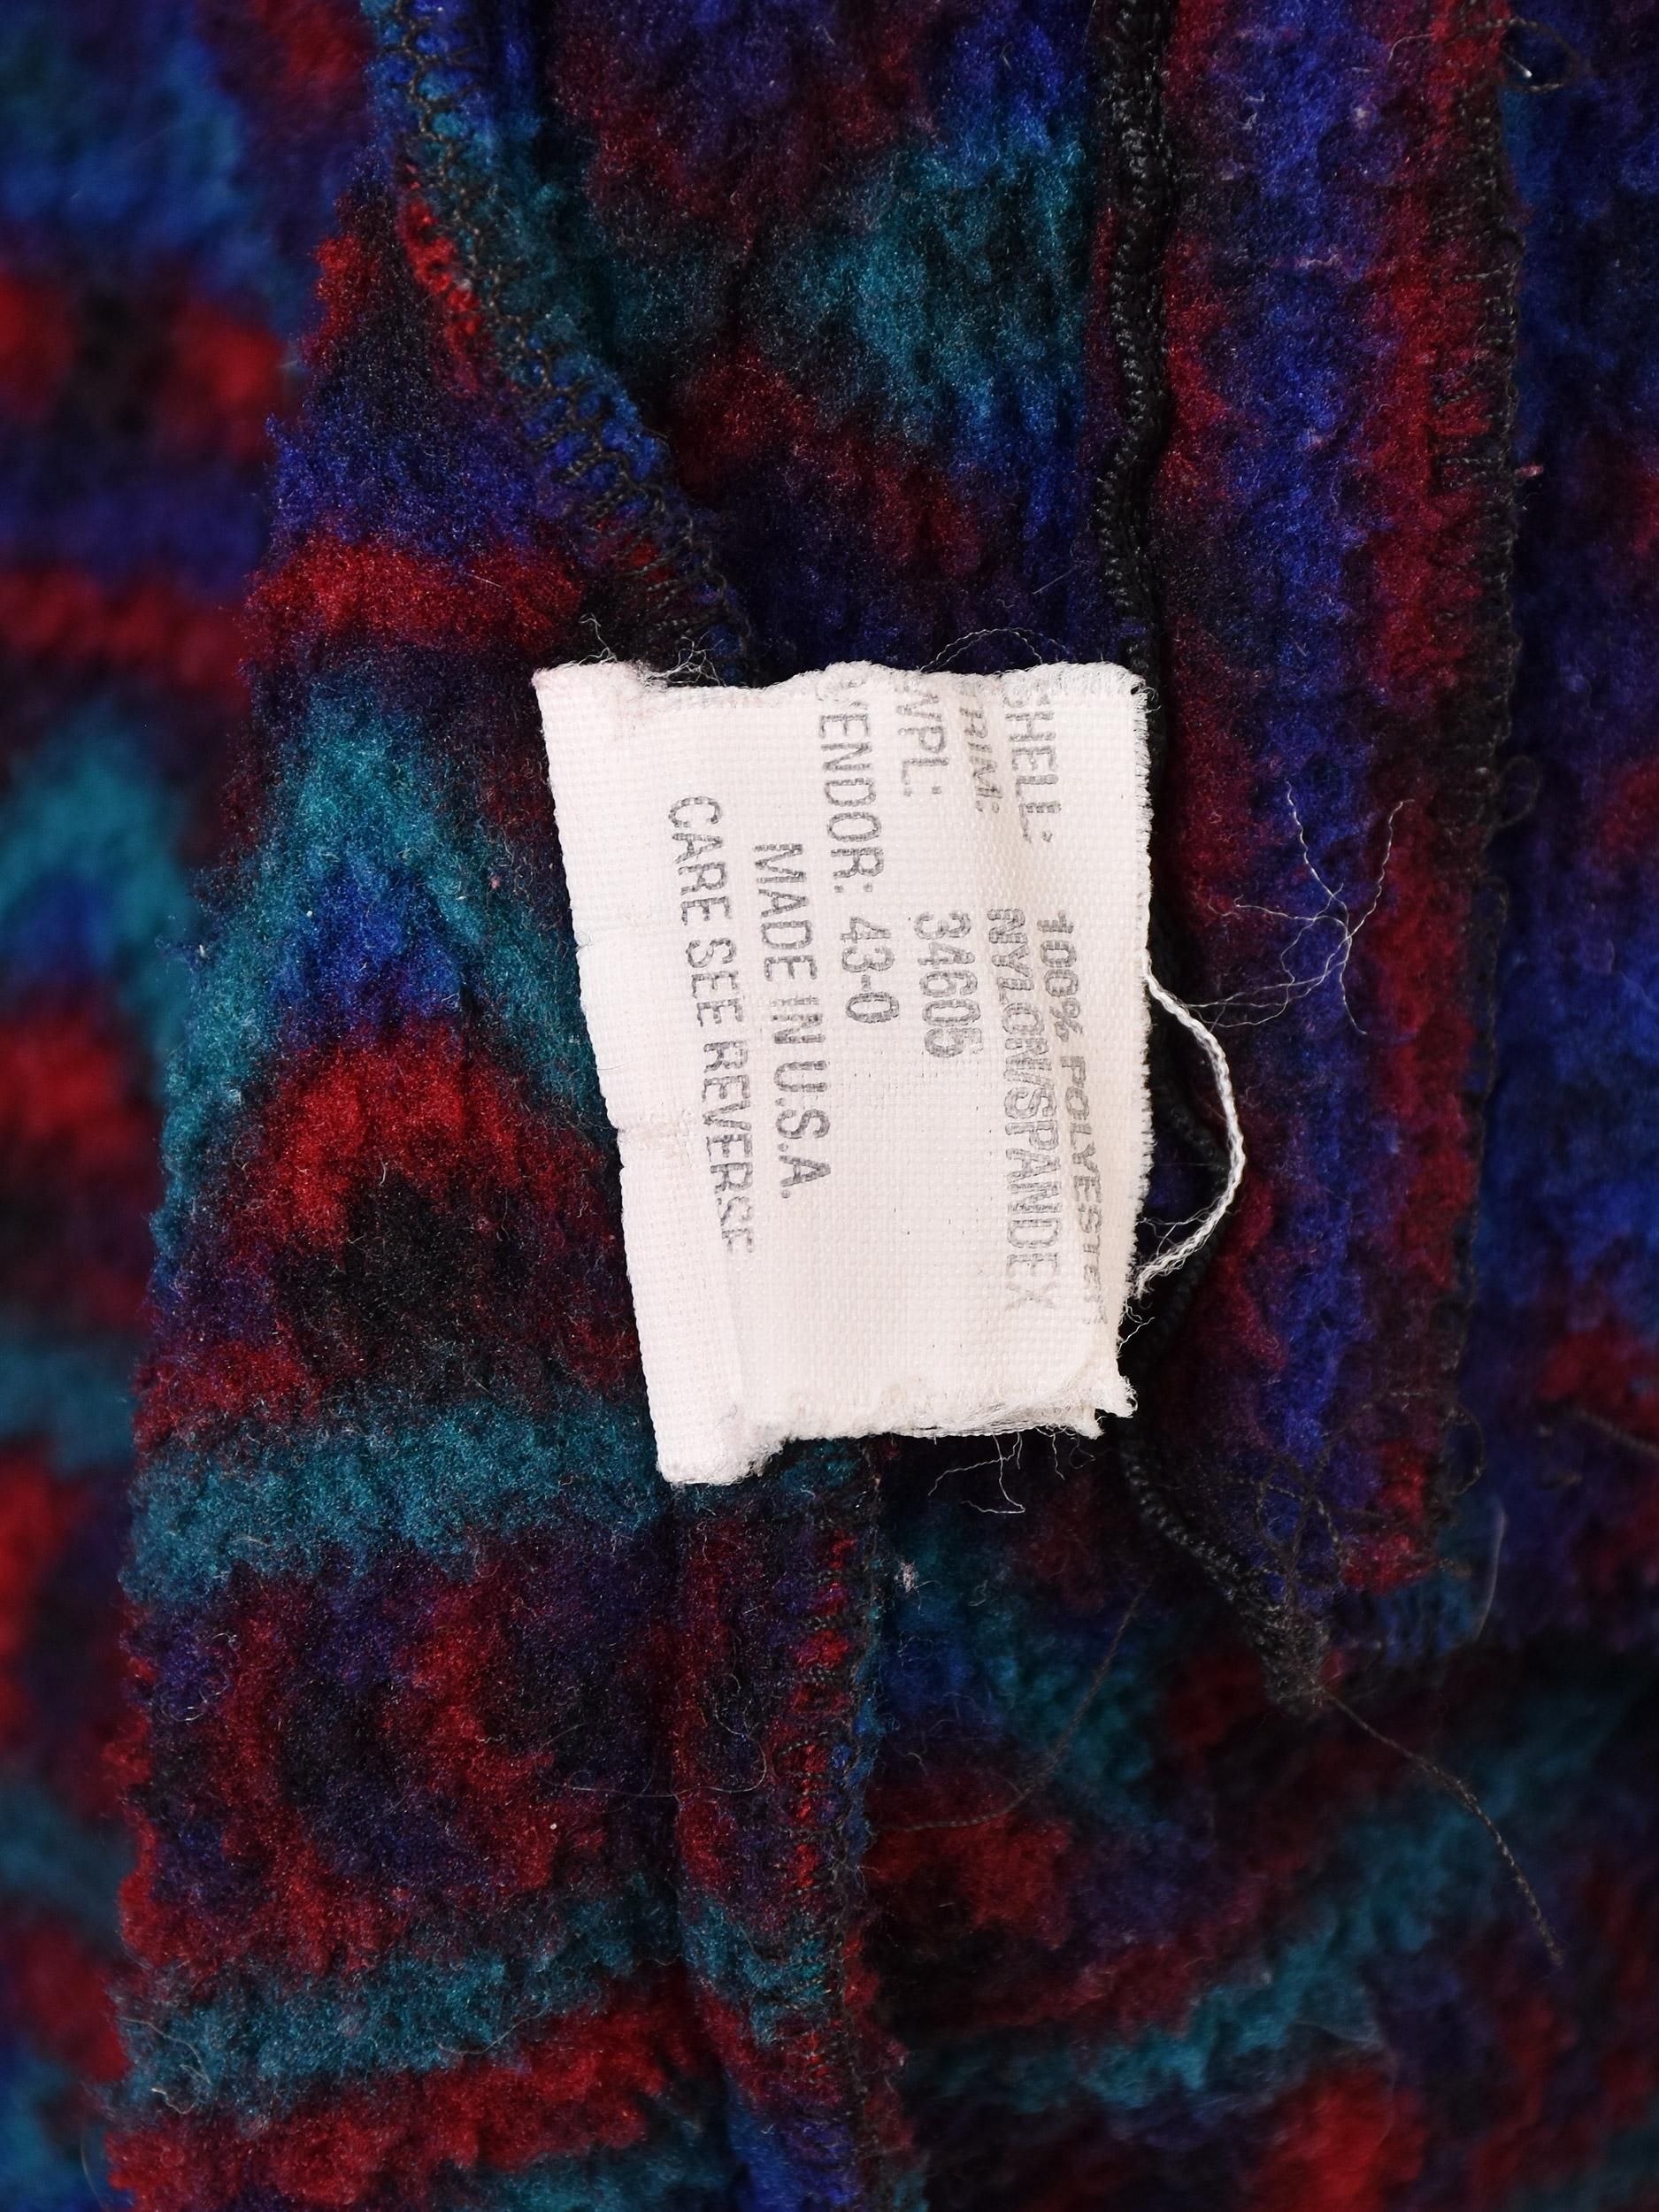 SHELL: 100% POLYESTER
TRIM: NYLON/SPANDEX
WPL: 34605
VENDOR: 43-0
MADE IN U.S.A.
CARE SEE REVERSE